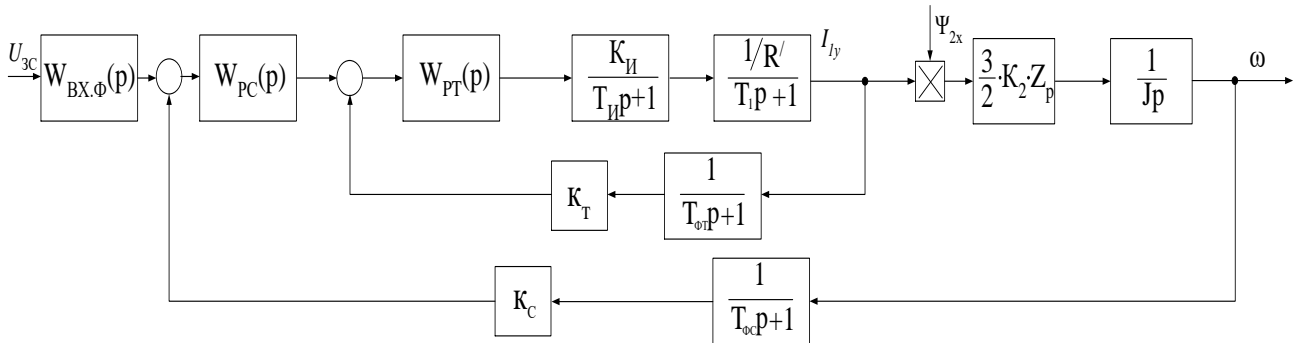 U_ЗС
W_ВХ.Ф(p)
W_РС(p)
W_РТ(p)
К_И
Т_Иp+1
1/R/
T_1p+1
I_1y
Ψ_2x
3/2·К_2·Z_p
1
Jp
ω
К_Т
1
Т_ФТp+1
К_С
1
Т_ФСp+1